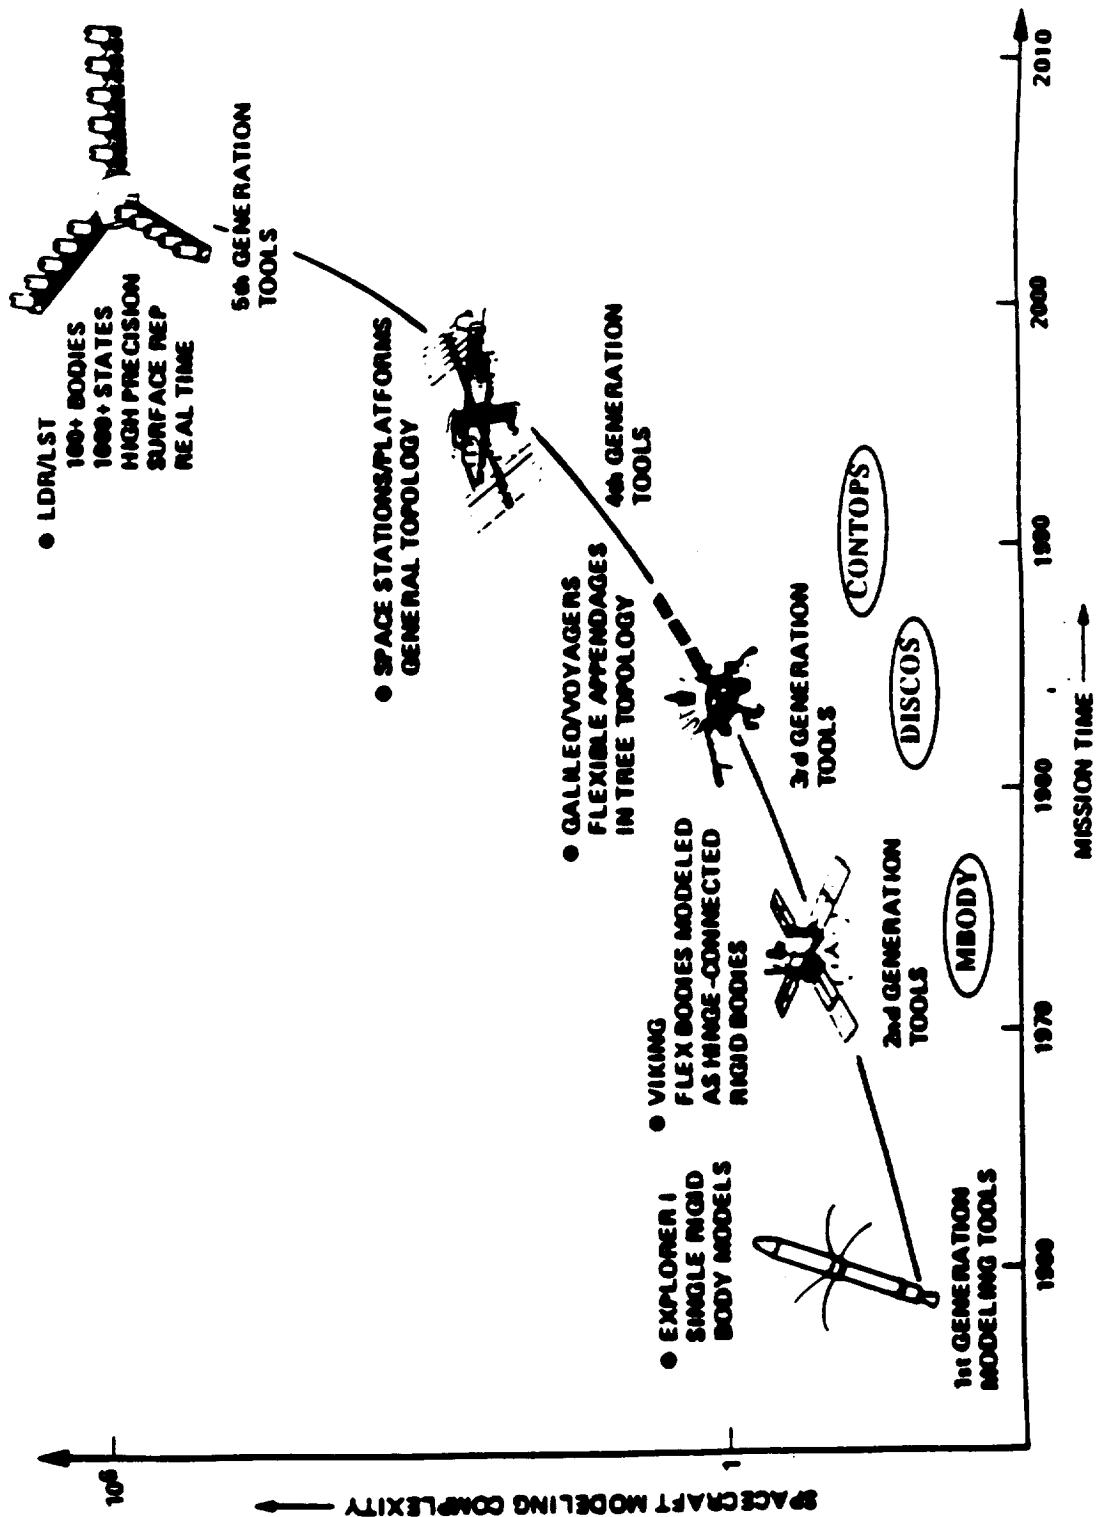 ● LDR/LST
100+ BODIES
1000+ STATES
HIGH PRECISION
SURFACE REP
REAL TIME
5th GENERATION
TOOLS
● SPACE STATIONS/PLATFORMS
GENERAL TOPOLOGY
4th GENERATION
TOOLS
● GALILEO/VOYAGERS
FLEXIBLE APPENDAGES
IN TREE TOPOLOGY
3rd GENERATION
TOOLS
CONTOPS
DISCOS
● VIKING
FLEX BODIES MODELED
AS HINGE-CONNECTED
RIGID BODIES
2nd GENERATION
TOOLS
MBODY
● EXPLORER I
SINGLE RIGID
BODY MODELS
1st GENERATION
MODELING TOOLS
SPACECRAFT MODELING COMPLEXITY
10⁶
1
1960
1970
1980
1990
2000
2010
MISSION TIME